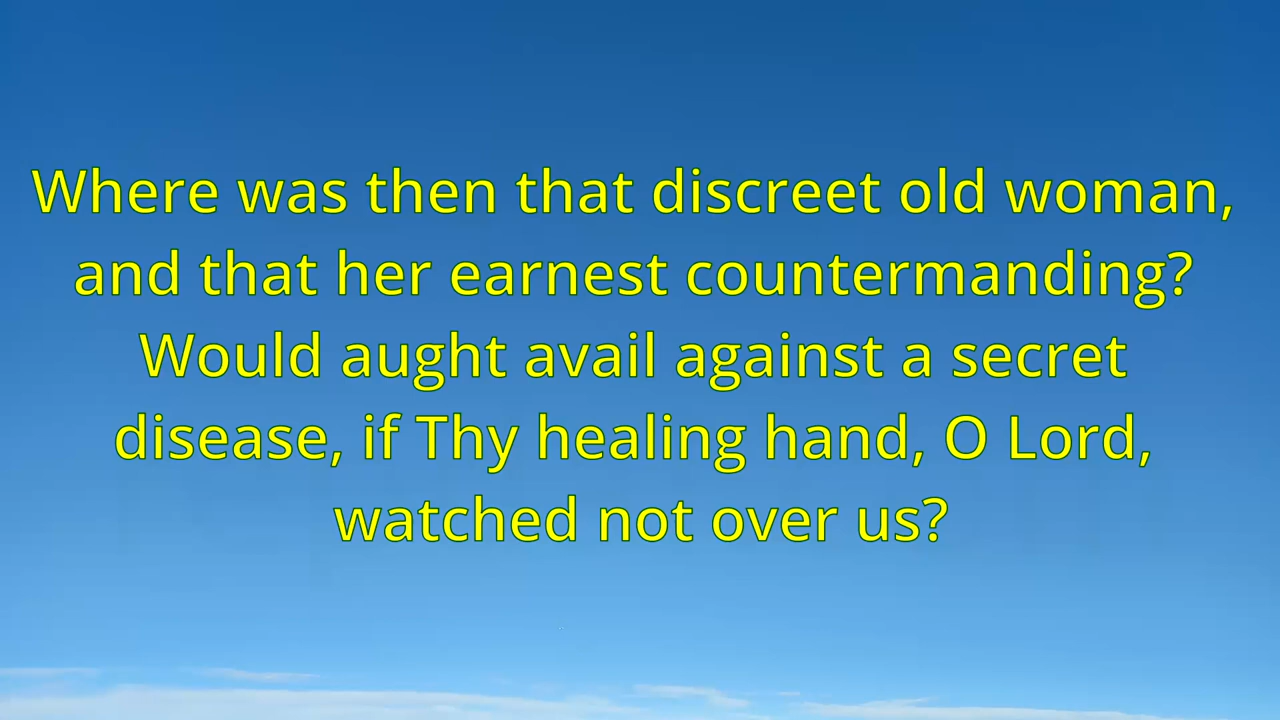 Where was then that discreet old woman,
and that her earnest countermanding?
Would aught avail against a secret
disease, if Thy healing hand, O Lord,
watched not over us?